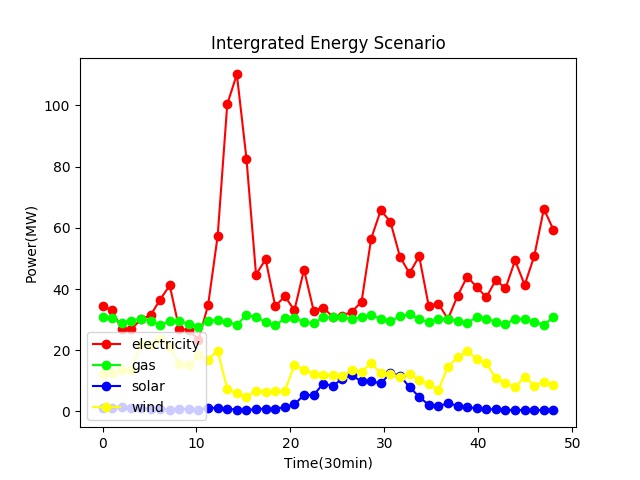 Intergrated Energy Scenario
Power(MW)
100
80
60
40
20
0
electricity
gas
solar
wind
0 10 20 30 40 50
Time(30min)